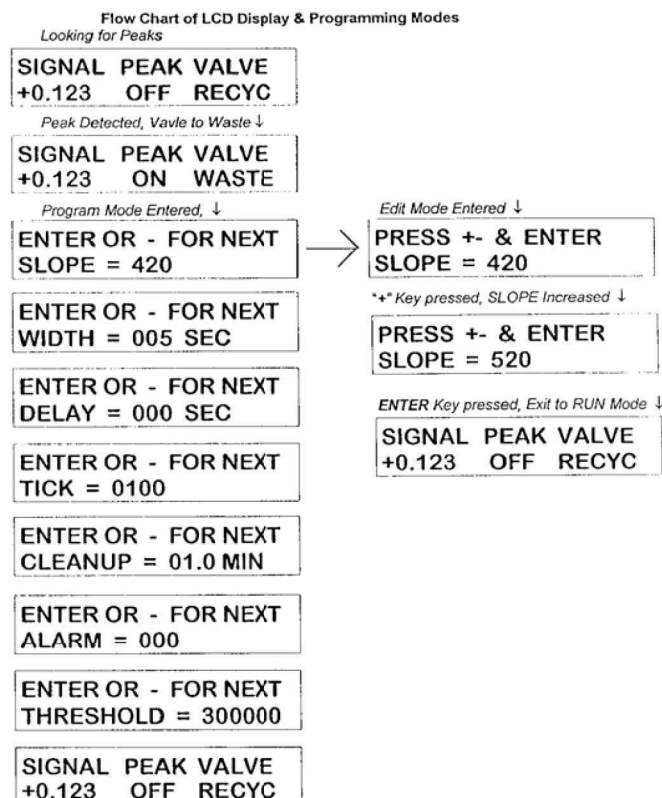 Flow Chart of LCD Display & Programming Modes
Looking for Peaks
SIGNAL PEAK VALVE
+0.123 OFF RECYC
Peak Detected, Vavle to Waste ↓
SIGNAL PEAK VALVE
+0.123 ON WASTE
Program Mode Entered, ↓
ENTER OR - FOR NEXT
SLOPE = 420
ENTER OR - FOR NEXT
WIDTH = 005 SEC
ENTER OR - FOR NEXT
DELAY = 000 SEC
ENTER OR - FOR NEXT
TICK = 0100
ENTER OR - FOR NEXT
CLEANUP = 01.0 MIN
ENTER OR - FOR NEXT
ALARM = 000
ENTER OR - FOR NEXT
THRESHOLD = 300000
SIGNAL PEAK VALVE
+0.123 OFF RECYC
Edit Mode Entered ↓
PRESS +- & ENTER
SLOPE = 420
"+" Key pressed, SLOPE Increased ↓
PRESS +- & ENTER
SLOPE = 520
ENTER Key pressed, Exit to RUN Mode ↓
SIGNAL PEAK VALVE
+0.123 OFF RECYC